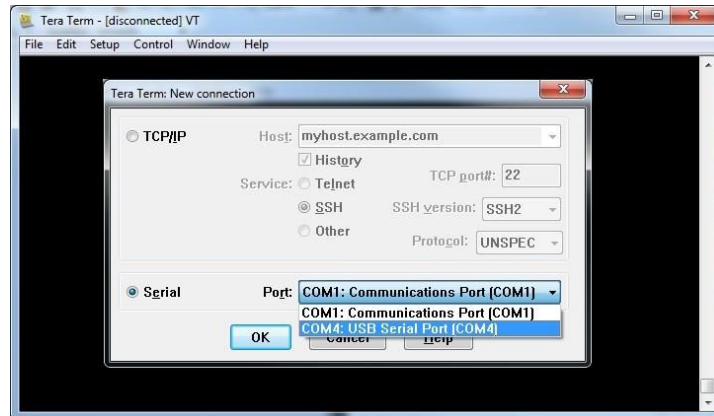 Tera Term - [disconnected] VT
File Edit Setup Control Window Help
Tera Term: New connection
TCP/IP Host: myhost.example.com
History
Service: Telnet TCP port#: 22
SSH SSH version: SSH2
Other Protocol: UNSPEC
Serial Port: COM1: Communications Port (COM1)
COM1: Communications Port (COM1)
COM4: USB Serial Port (COM4)
OK Cancel Help